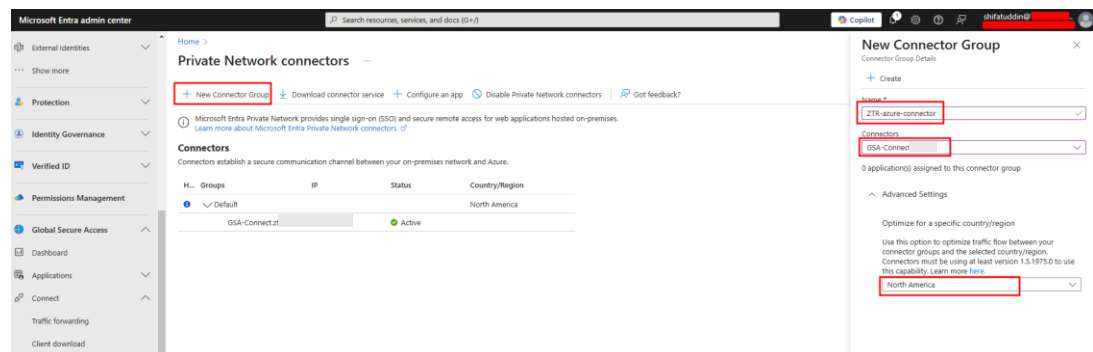 Microsoft Entra admin center
Search resources, services, and docs (G+/)
Copilot
1
shifatuddin@
External Identities
Show more
Protection
Identity Governance
Verified ID
Permissions Management
Global Secure Access
Dashboard
Applications
Connect
Traffic forwarding
Client download
Home >
Private Network connectors ...
New Connector Group
Download connector service
Configure an app
Disable Private Network connectors
Got feedback?
Microsoft Entra Private Network provides single sign-on (SSO) and secure remote access for web applications hosted on-premises.
Learn more about Microsoft Entra Private Network connectors
Connectors
Connectors establish a secure communication channel between your on-premises network and Azure.
H... Groups IP Status Country/Region
Default North America
GSA-Connect.zt Active
New Connector Group
Connector Group Details
Create
Name *
ZTR-azure-connector
Connectors
GSA-Connec
0 application(s) assigned to this connector group
Advanced Settings
Optimize for a specific country/region
Use this option to optimize traffic flow between your
connector groups and the selected country/region.
Connectors must be using at least version 1.5.1975.0 to use
this capability. Learn more here.
North America